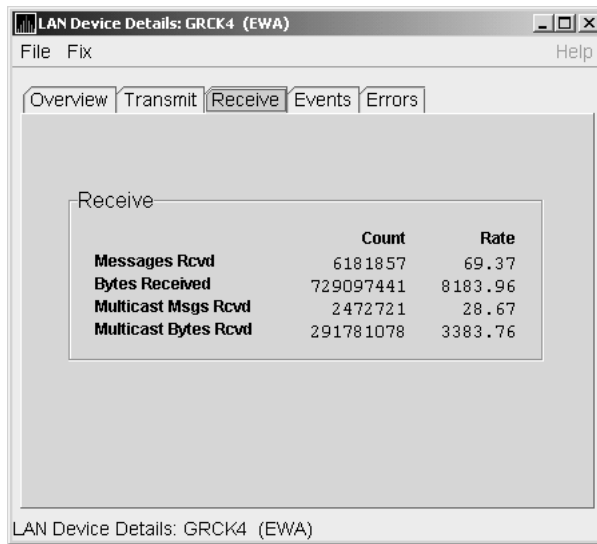 LAN Device Details: GRCK4 (EWA)
File Fix Help
Overview Transmit Receive Events Errors
Receive
Count Rate
Messages Rcvd 6181857 69.37
Bytes Received 729097441 8183.96
Multicast Msgs Rcvd 2472721 28.67
Multicast Bytes Rcvd 291781078 3383.76
LAN Device Details: GRCK4 (EWA)